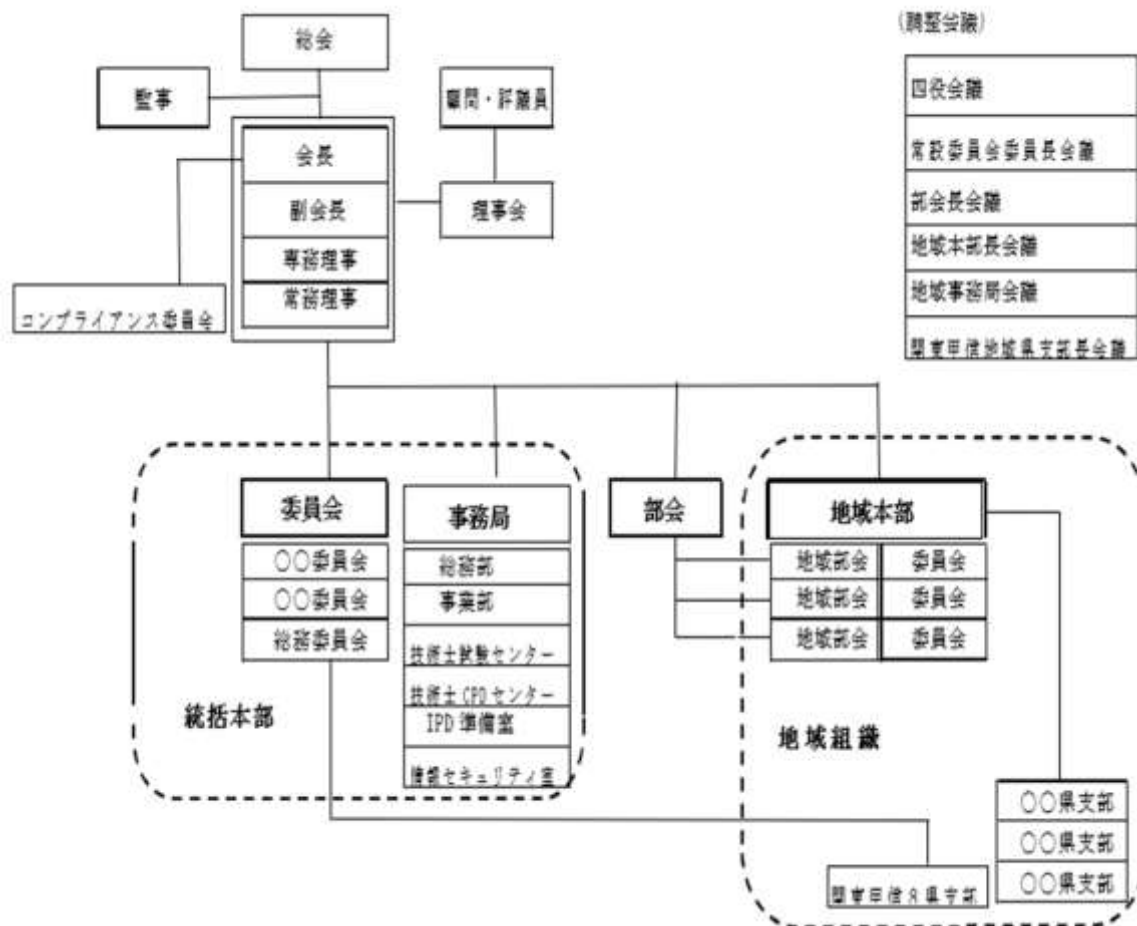 (調整会議)
総会
監事
顧問・評議員
会長
副会長
専務理事
常務理事
理事会
コンプライアンス委員会
四役会議
常設委員会委員長会議
部会長会議
地域本部長会議
地域事務局会議
関東甲信地域県支部長会議
委員会
〇〇委員会
〇〇委員会
総務委員会
事務局
総務部
事業部
技術士試験センター
技術士CPDセンター
IPD準備室
情報セキュリティ室
統括本部
部会
地域本部
地域部会 委員会
地域部会 委員会
地域部会 委員会
地域組織
〇〇県支部
〇〇県支部
〇〇県支部
関東甲信8県支部